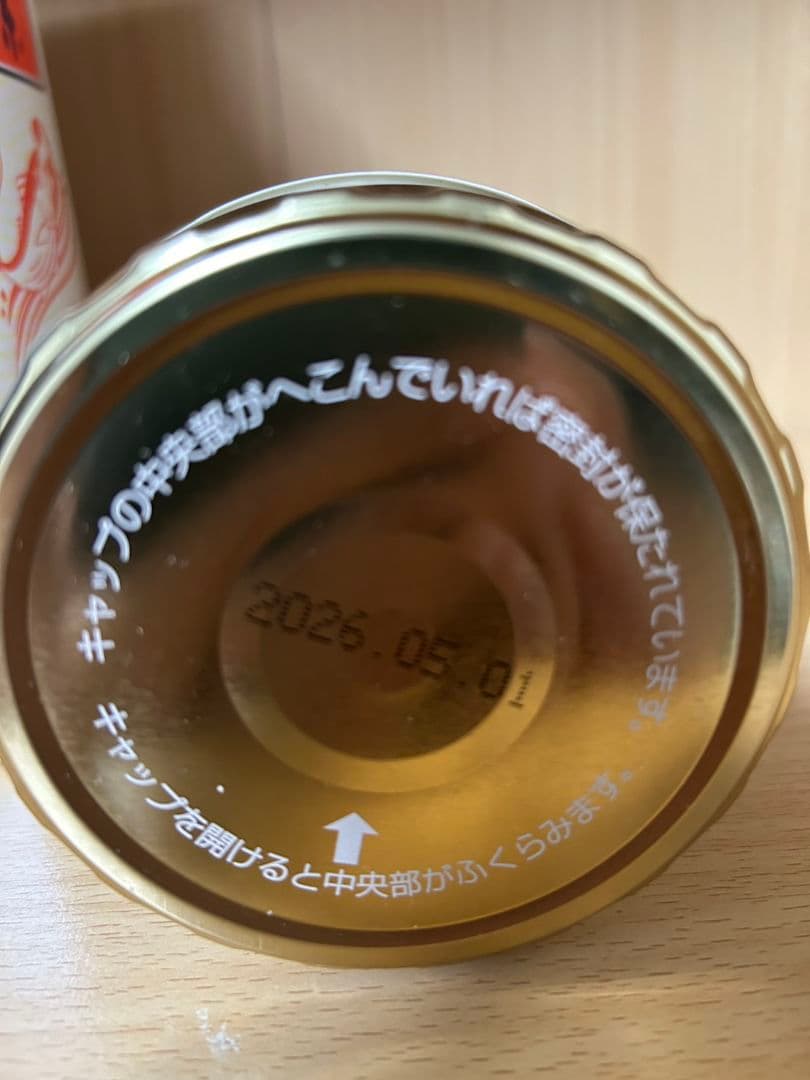 キャップの中央部がへこんでいれば密封が保たれています。
キャップを開けると中央部がふくらみます。
2026.05.01